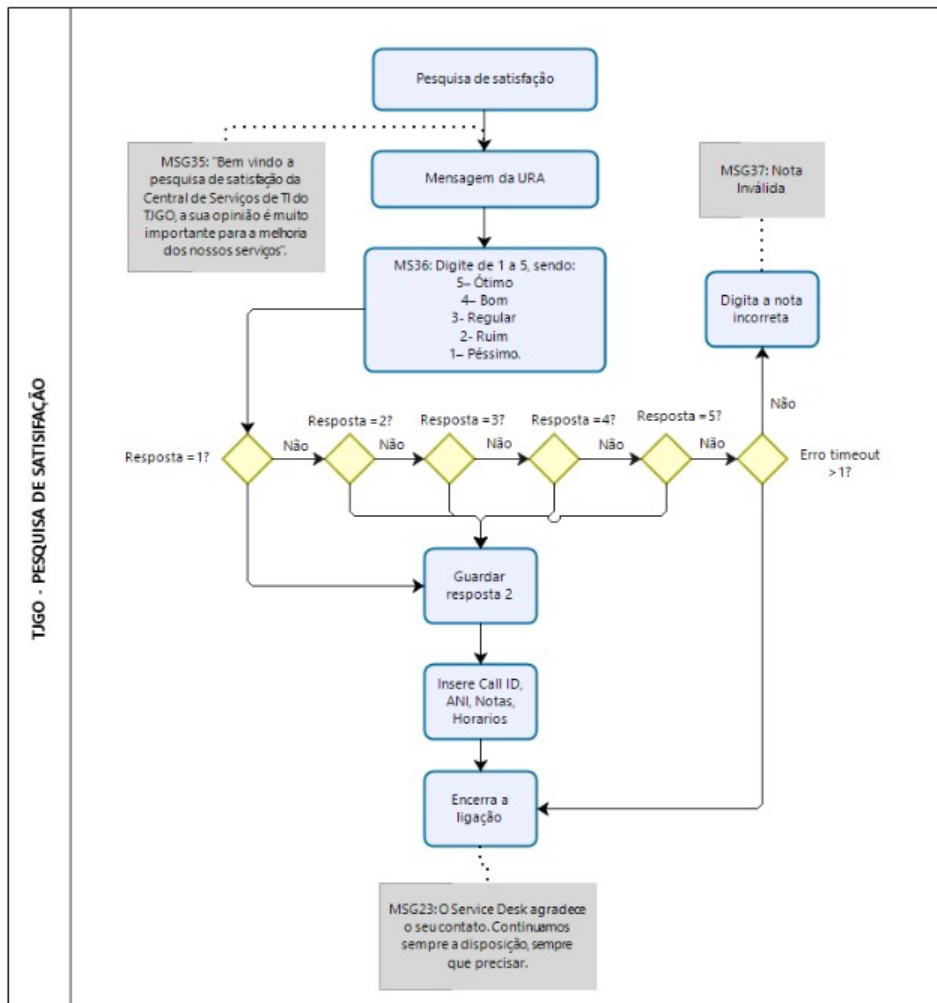 TJGO - PESQUISA DE SATISIFAÇÃO
Pesquisa de satisfação
MSG35: "Bem vindo a
pesquisa de satisfação da
Central de Serviços de TI do
TJGO, a sua opinião é muito
importante para a melhoria
dos nossos serviços".
Mensagem da URA
MSG37: Nota
Inválida
MS36: Digite de 1 a 5, sendo:
5– Ótimo
4– Bom
3- Regular
2- Ruim
1– Péssimo.
Digita a nota
incorreta
Não
Resposta =1?
Não
Resposta =2?
Não
Resposta =3?
Não
Resposta =4?
Não
Resposta =5?
Não
Erro timeout
>1?
Guardar
resposta 2
Insere Call ID,
ANI, Notas,
Horarios
Encerra a
ligação
MSG23: O Service Desk agradece
o seu contato. Continuamos
sempre a disposição, sempre
que precisar.